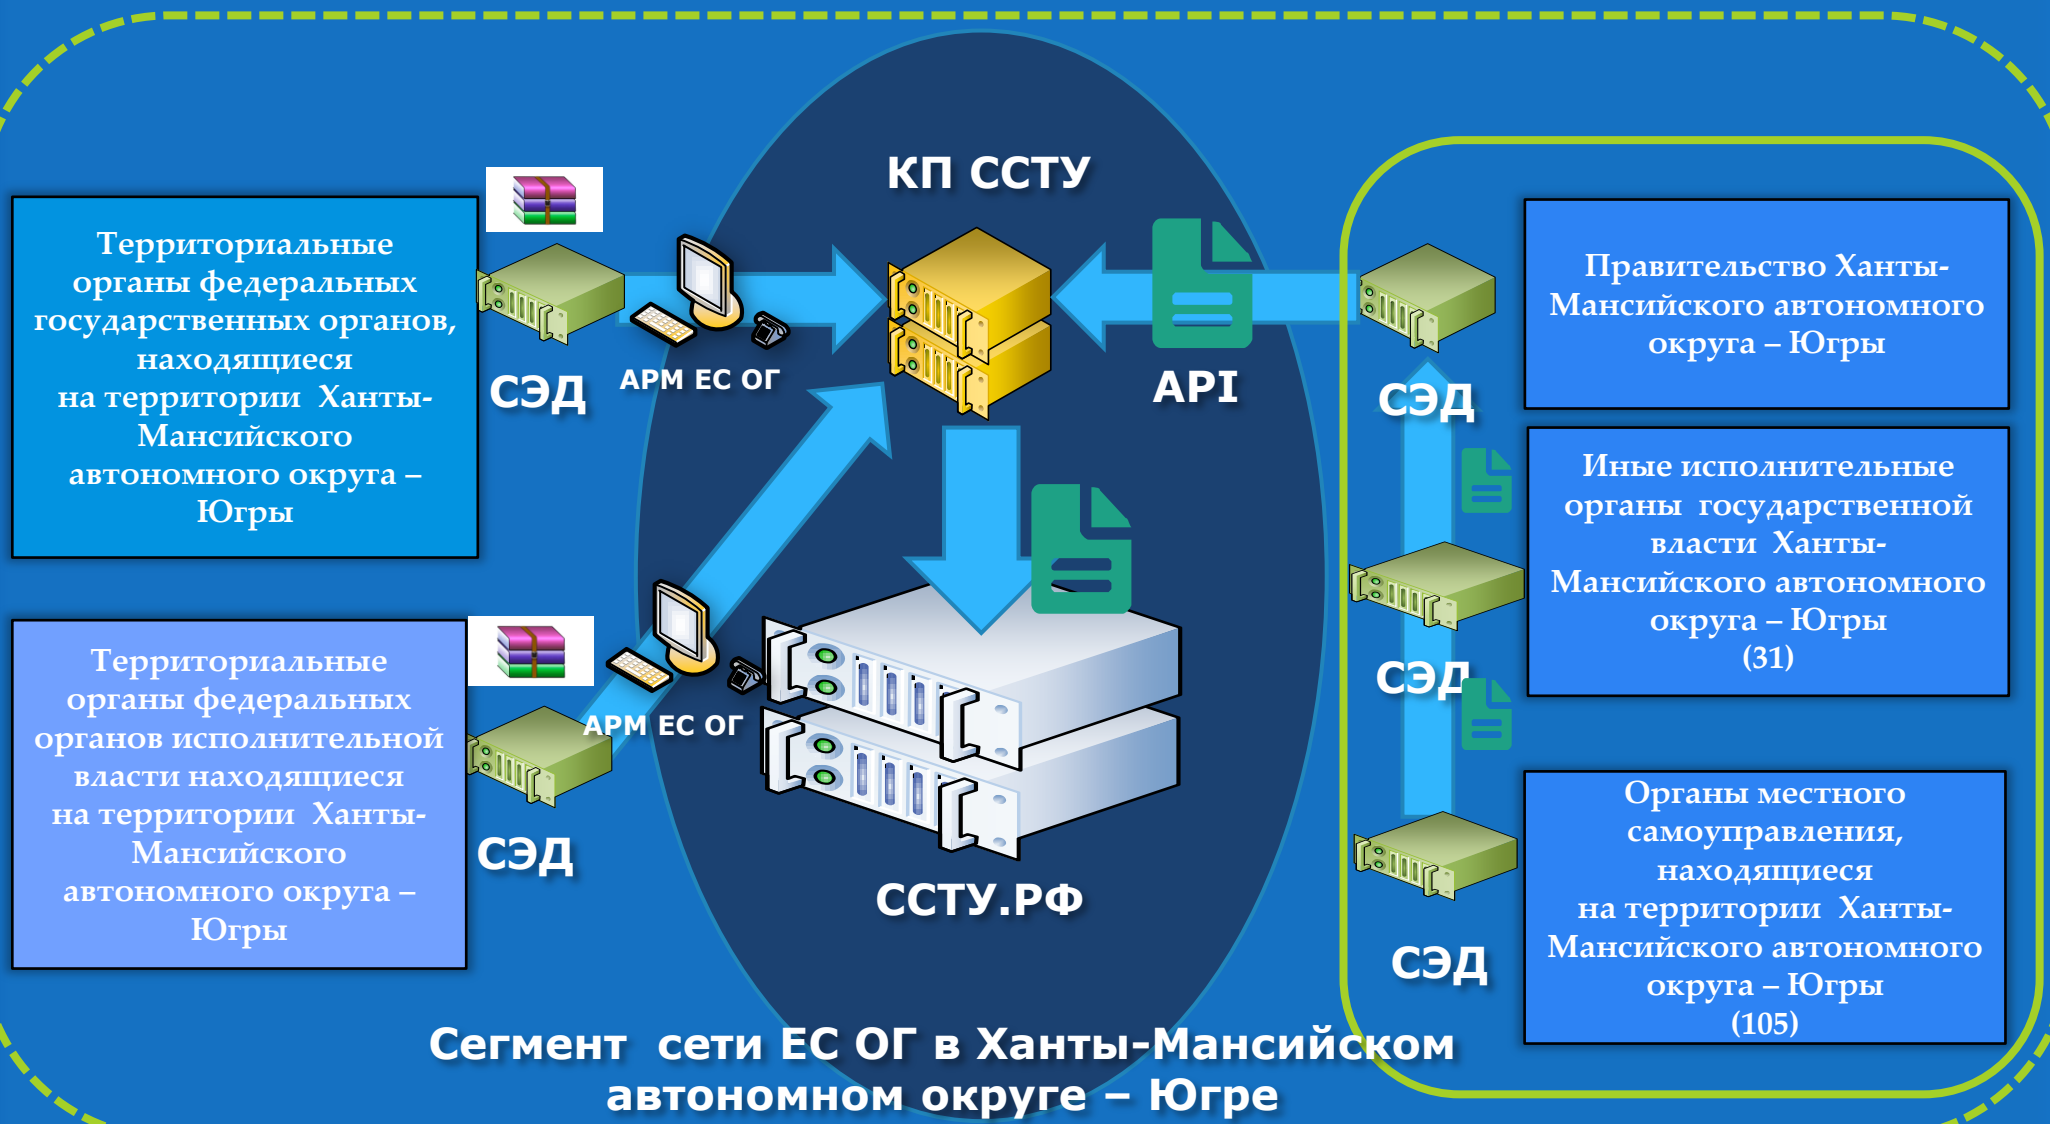 КП ССТУ
Территориальные
органы федеральных
государственных органов,
находящиеся
на территории  Ханты-
Мансийского
автономного округа –
Югры
СЭД
АРМ ЕС ОГ
API
СЭД
Правительство Ханты-
Мансийского автономного
округа – Югры
Иные исполнительные
органы  государственной
власти  Ханты-
Мансийского автономного
округа – Югры
(31)
СЭД
Территориальные
органы федеральных
органов исполнительной
власти находящиеся
на территории  Ханты-
Мансийского
автономного округа –
Югры
АРМ ЕС ОГ
СЭД
ССТУ.РФ
Органы местного
самоуправления,
находящиеся
на территории  Ханты-
Мансийского автономного
округа – Югры
(105)
СЭД
Сегмент  сети ЕС ОГ в Ханты-Мансийском
автономном округе – Югре